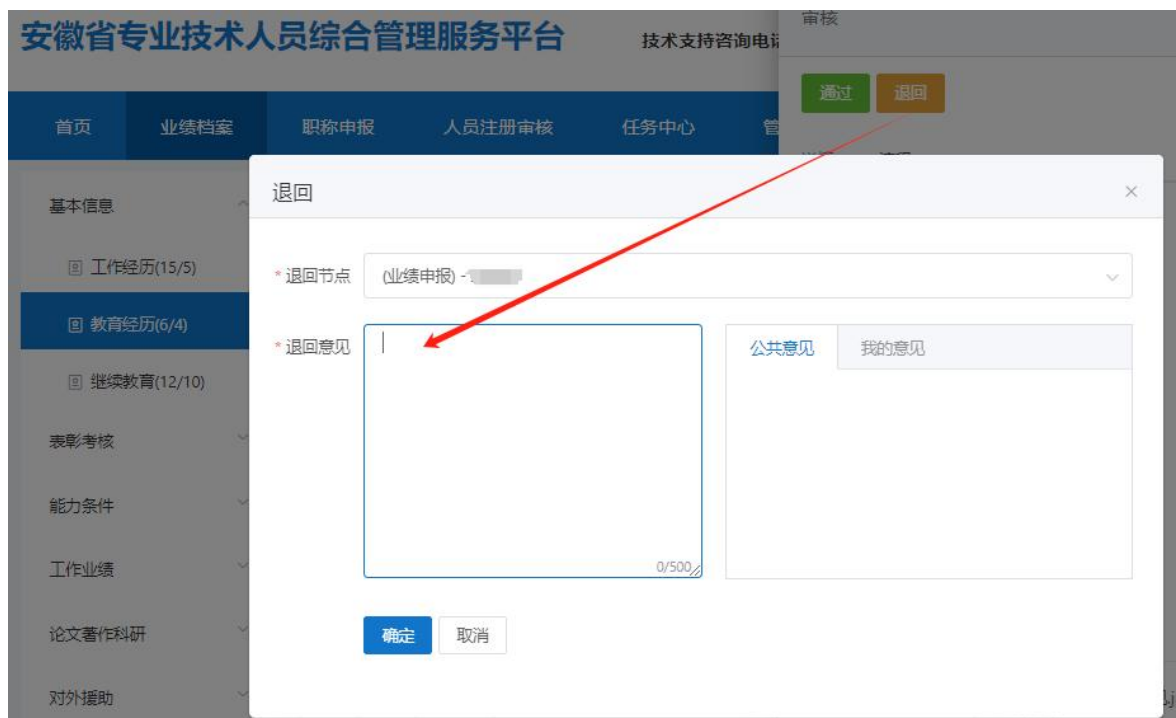 安徽省专业技术人员综合管理服务平台
技术支持咨询电话
审核
通过
退回
首页
业绩档案
职称申报
人员注册审核
任务中心
管
基本信息
工作经历(15/5)
教育经历(6/4)
继续教育(12/10)
表彰考核
能力条件
工作业绩
论文著作科研
对外援助
退回
×
* 退回节点
(业绩申报) -
* 退回意见
0/500
公共意见
我的意见
确定
取消